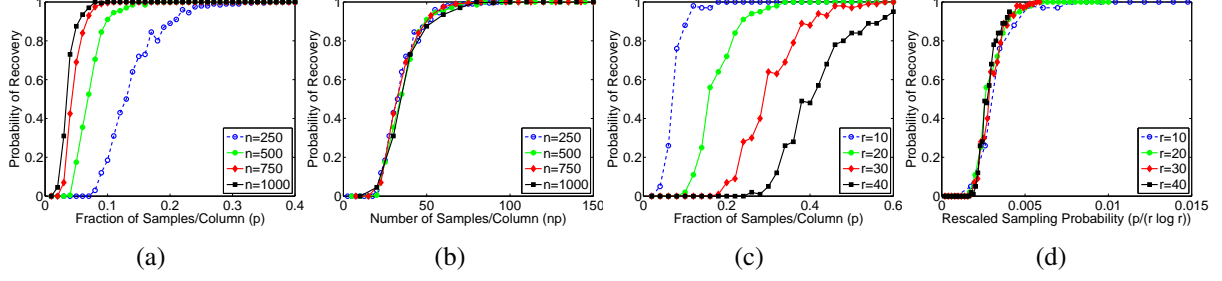 Probability of Recovery
1
0.8
0.6
0.4
0.2
0
0 0.1 0.2 0.3 0.4
Fraction of Samples/Column (p)
n=250
n=500
n=750
n=1000
(a)
Probability of Recovery
1
0.8
0.6
0.4
0.2
0
0 50 100 150
Number of Samples/Column (np)
n=250
n=500
n=750
n=1000
(b)
Probability of Recovery
1
0.8
0.6
0.4
0.2
0
0 0.2 0.4 0.6
Fraction of Samples/Column (p)
r=10
r=20
r=30
r=40
(c)
Probability of Recovery
1
0.8
0.6
0.4
0.2
0
0 0.005 0.01 0.015
Rescaled Sampling Probability (p/(r log r))
r=10
r=20
r=30
r=40
(d)